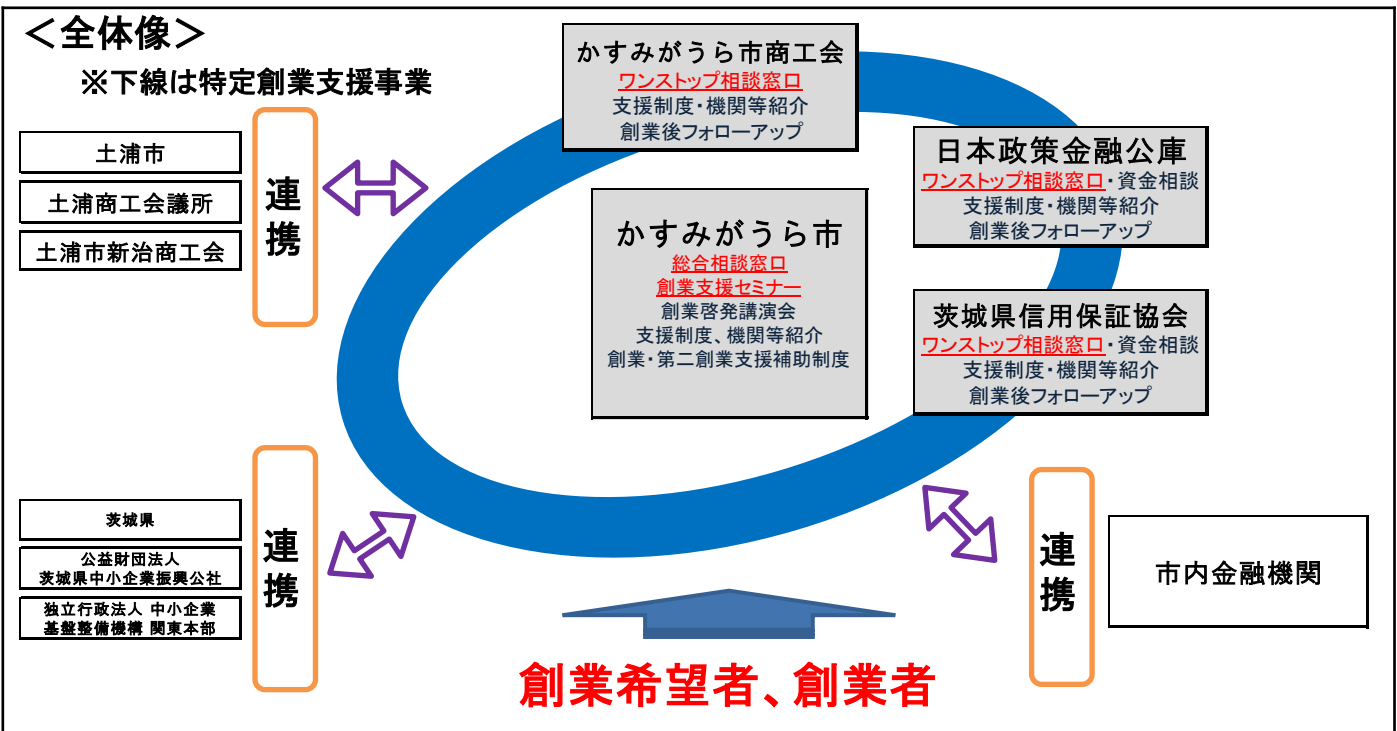 ＜全体像＞
※下線は特定創業支援事業
土浦市
土浦商工会議所
土浦市新治商工会
連
携
かすみがうら市商工会
ワンストップ相談窓口
支援制度・機関等紹介
創業後フォローアップ
日本政策金融公庫
ワンストップ相談窓口・資金相談
支援制度・機関等紹介
創業後フォローアップ
かすみがうら市
総合相談窓口
創業支援セミナー
創業啓発講演会
支援制度、機関等紹介
創業・第二創業支援補助制度
茨城県信用保証協会
ワンストップ相談窓口・資金相談
支援制度・機関等紹介
創業後フォローアップ
茨城県
公益財団法人
茨城県中小企業振興公社
独立行政法人 中小企業
基盤整備機構 関東本部
連
携
連
携
市内金融機関
創業希望者、創業者